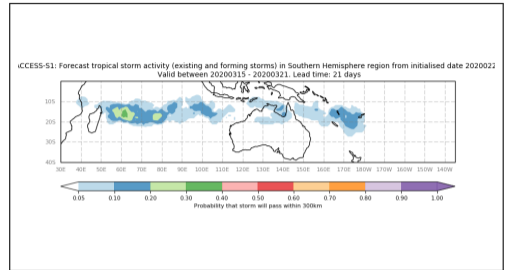 ACCESS-S1: Forecast tropical storm activity (existing and forming storms) in Southern Hemisphere region from initialised date 2020022
Valid between 20200315 - 20200321. Lead time: 21 days
10S
20S
30S
40S
30E 40E 50E 60E 70E 80E 90E 100E 110E 120E 130E 140E 150E 160E 170E 180E 170W 160W 150W 140W
0.05 0.10 0.20 0.30 0.40 0.50 0.60 0.70 0.80 0.90 1.00
Probability that storm will pass within 300km